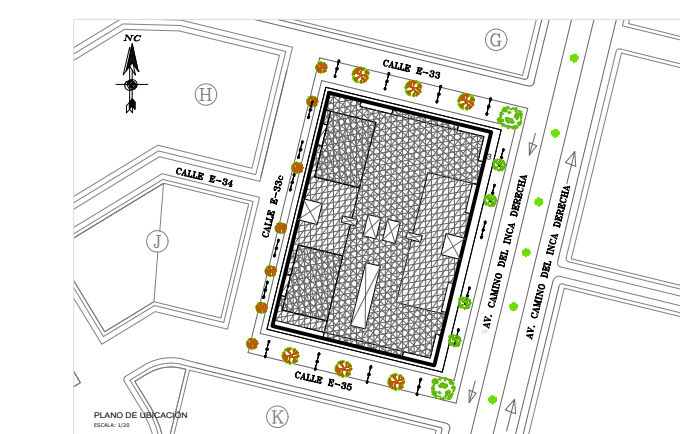 NC
G
CALLE E-33
H
CALLE E-34
CALLE E-33c
AV. CAMINO DEL INCA DERECHA
AV. CAMINO DEL INCA DERECHA
J
CALLE E-35
K
PLANO DE UBICACIÓN
ESCALA: 1/20